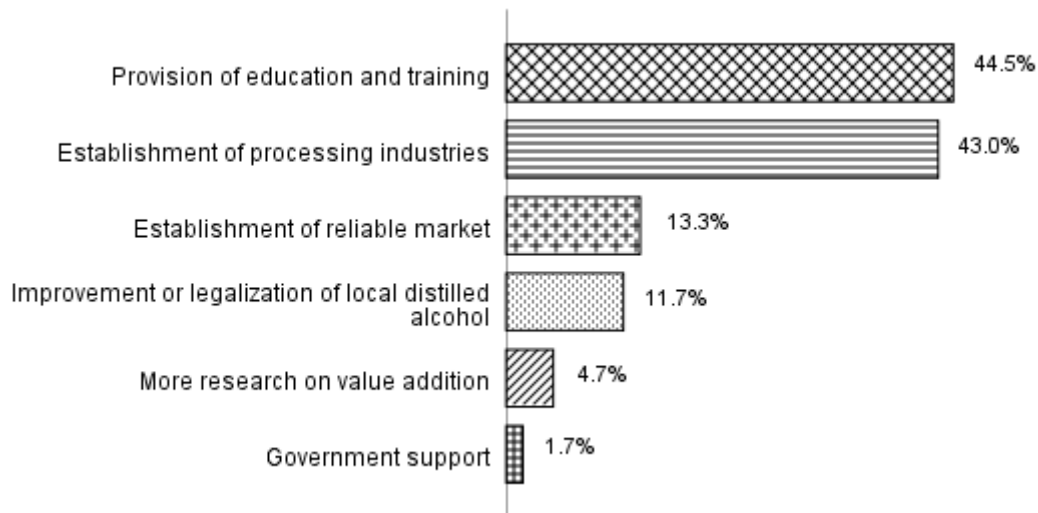 Provision of education and training 44.5%
Establishment of processing industries 43.0%
Establishment of reliable market 13.3%
Improvement or legalization of local distilled
alcohol 11.7%
More research on value addition 4.7%
Government support 1.7%